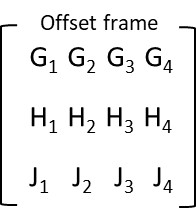 Offset frame
G₁ G₂ G₃ G₄
H₁ H₂ H₃ H₄
J₁ J₂ J₃ J₄